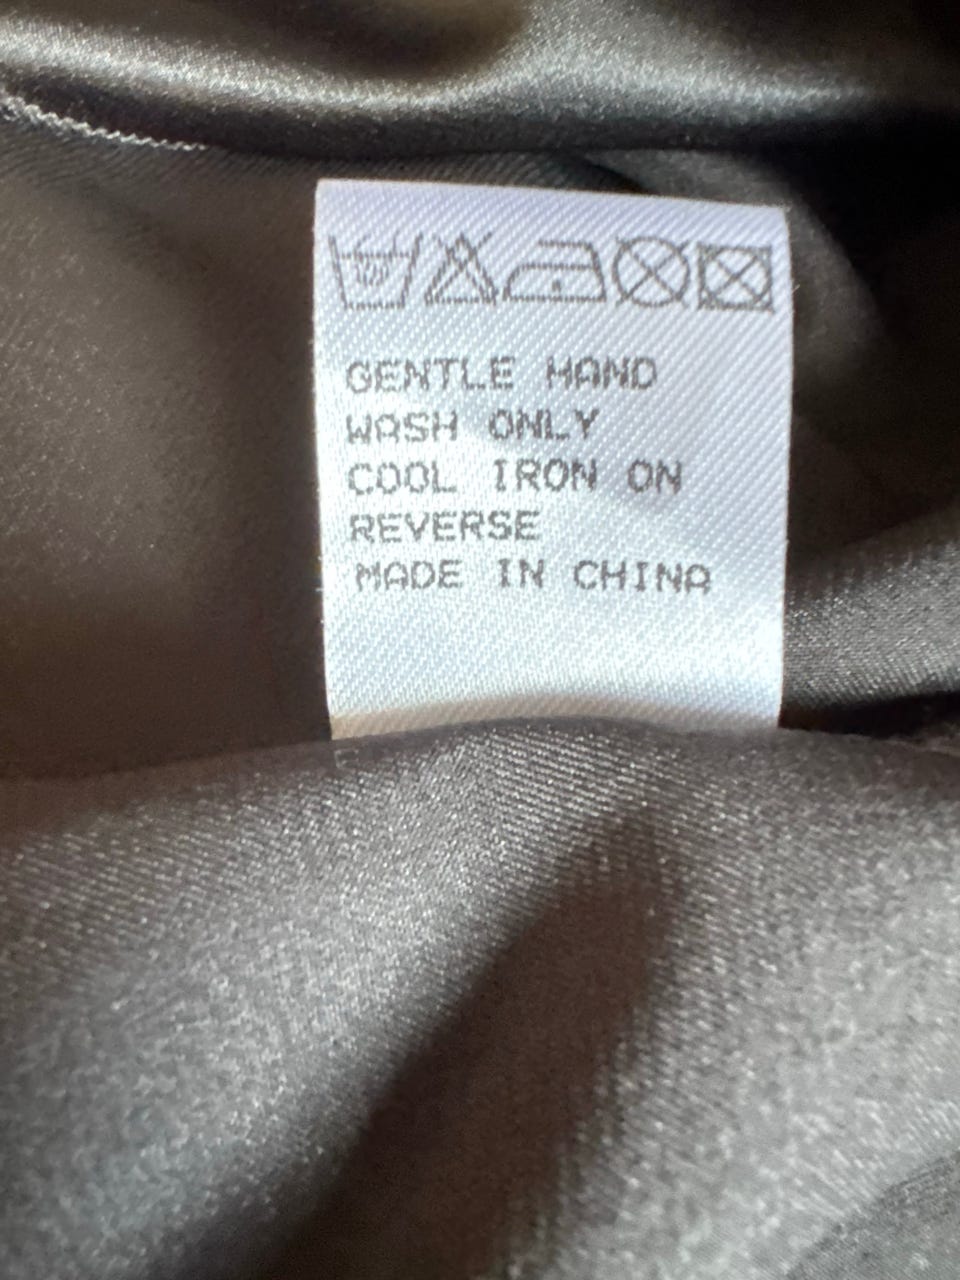 GENTLE HAND
WASH ONLY
COOL IRON ON
REVERSE
MADE IN CHINA